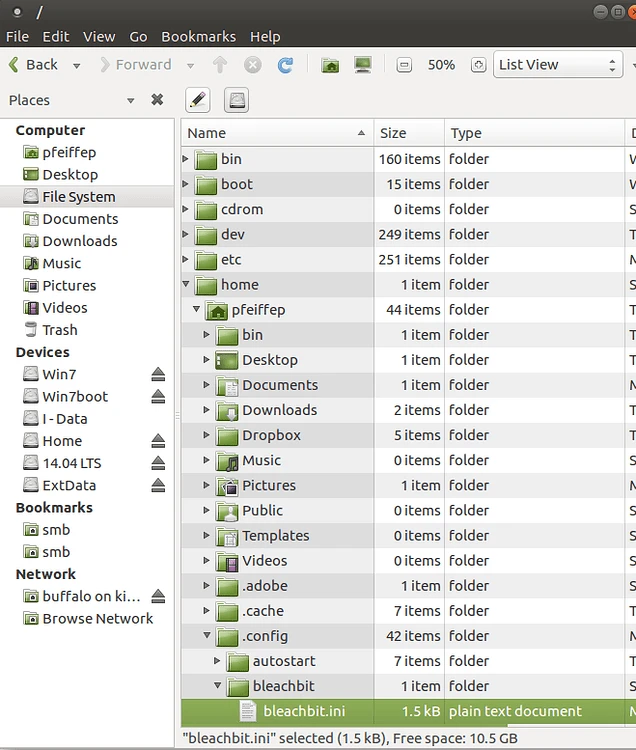 /
File Edit View Go Bookmarks Help
Back Forward 50% List View
Places
Computer
pfeiffep
Desktop
File System
Documents
Downloads
Music
Pictures
Videos
Trash
Devices
Win7
Win7boot
I-Data
Home
14.04 LTS
ExtData
Bookmarks
smb
smb
Network
buffalo on ki...
Browse Network
Name Size Type
bin 160 items folder
boot 15 items folder
cdrom 0 items folder
dev 249 items folder
etc 251 items folder
home 1 item folder
pfeiffep 44 items folder
bin 1 item folder
Desktop 1 item folder
Documents 1 item folder
Downloads 2 items folder
Dropbox 5 items folder
Music 0 items folder
Pictures 1 item folder
Public 0 items folder
Templates 0 items folder
Videos 0 items folder
.adobe 1 item folder
.cache 7 items folder
.config 42 items folder
autostart 7 items folder
bleachbit 1 item folder
bleachbit.ini 1.5 kB plain text document
"bleachbit.ini" selected (1.5 kB), Free space: 10.5 GB